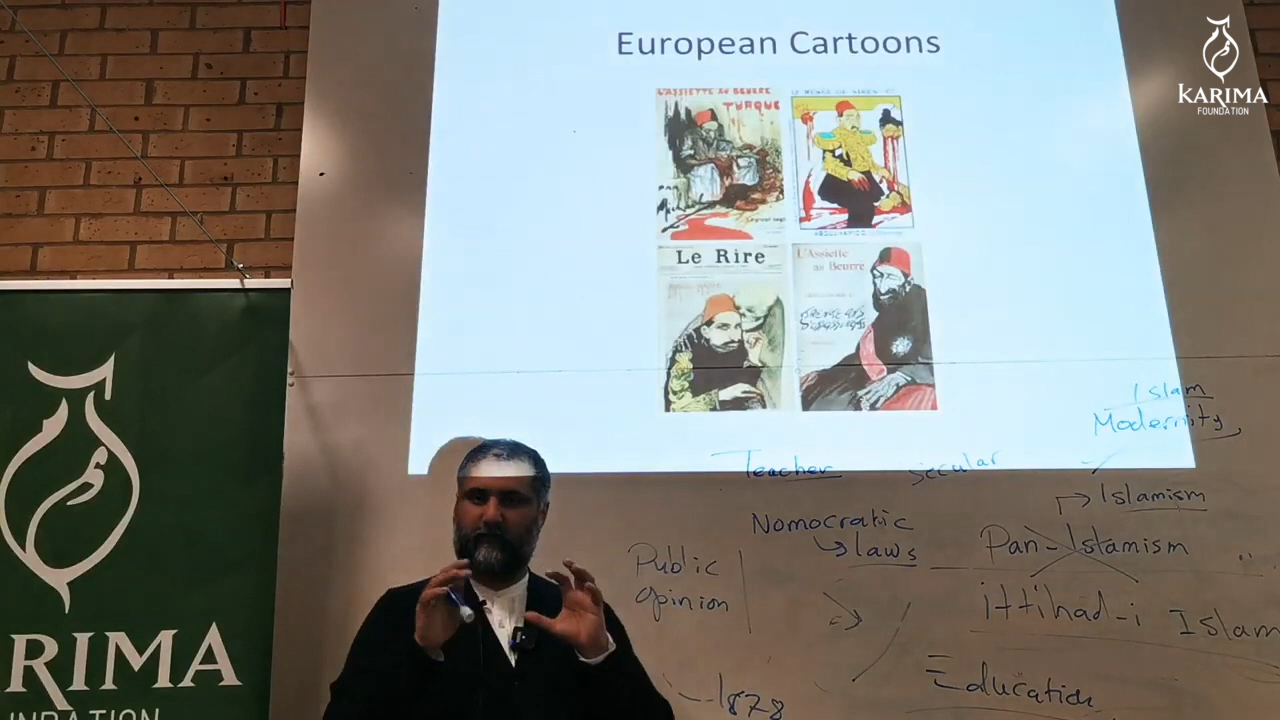 European Cartoons
KARIMA
FOUNDATION
L'ASSIETTE AU BEURRE
TURQUE
Le Rire
L'Assiette
au Beurre
Islam
Modernity,
Teacher
secular
Islamism
Nomocratic
laws
Pan-Islamism
Public
opinion
ittihad-i Islam
Education
1878
RIMA